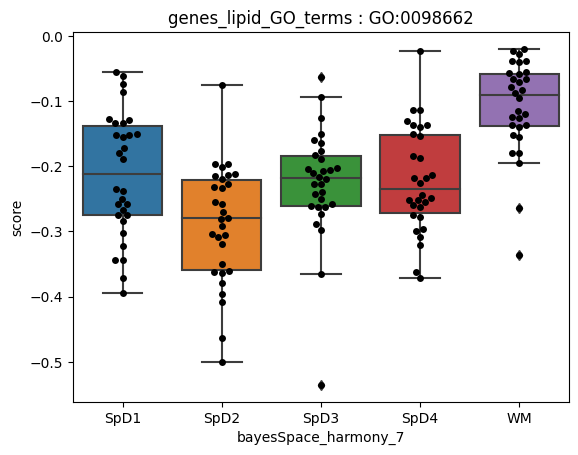 genes_lipid_GO_terms : GO:0098662
0.0
−0.1
−0.2
−0.3
−0.4
−0.5
score
SpD1 SpD2 SpD3 SpD4 WM
bayesSpace_harmony_7